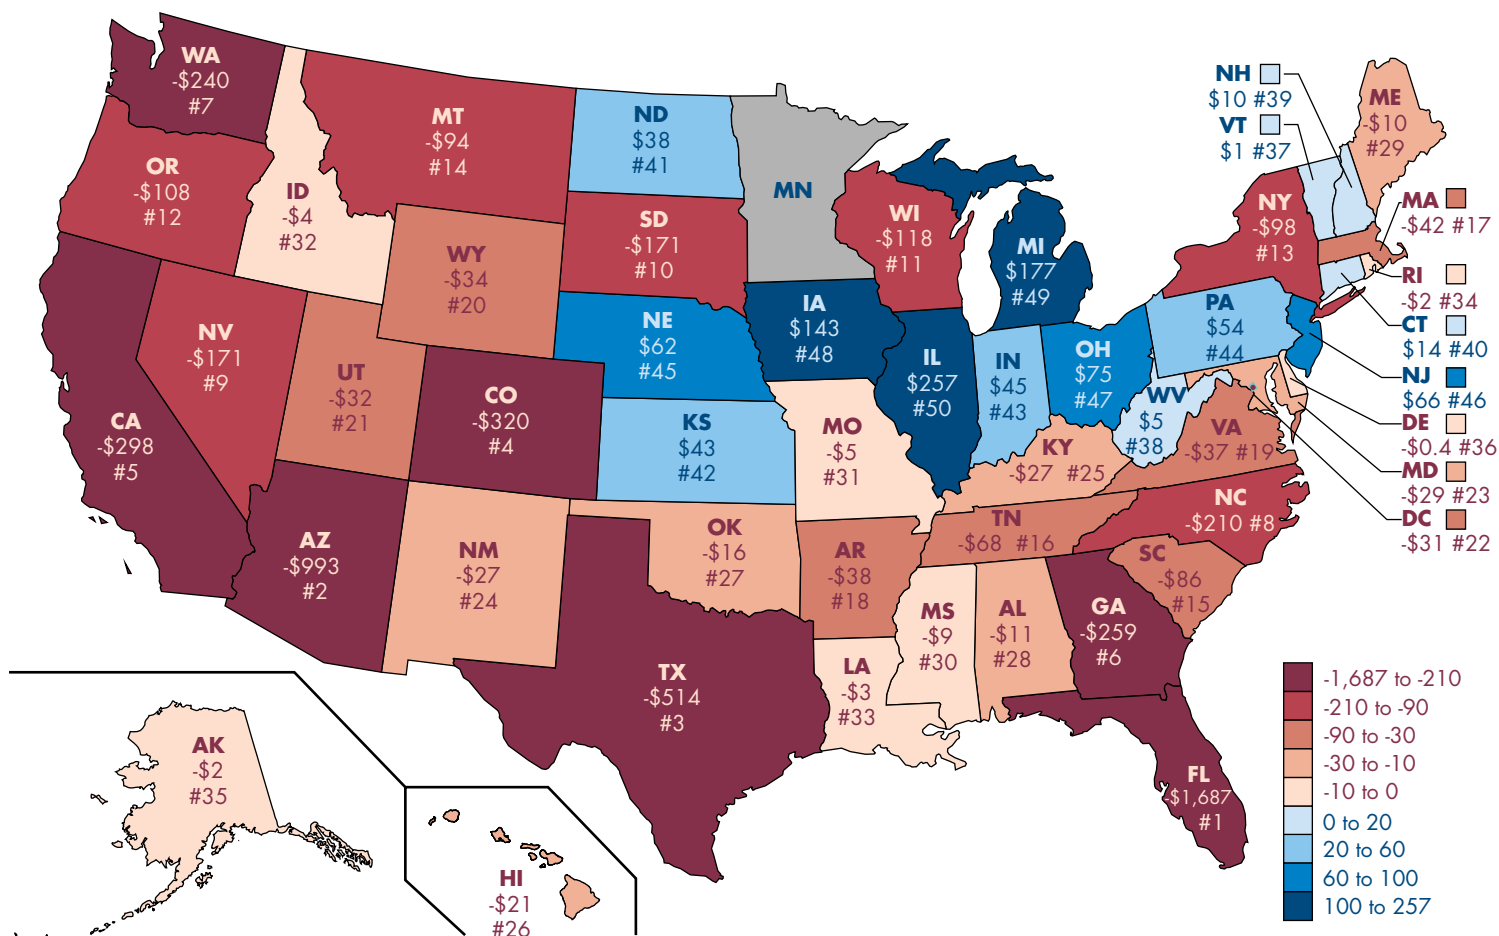 WA
-$240
#7
MT
-$94
#14
ND
$38
#41
MN
OR
-$108
#12
ID
-$4
#32
WY
-$34
#20
SD
-$171
#10
WI
-$118
#11
MI
$177
#49
NY
-$98
#13
NH
$10 #39
VT
$1 #37
ME
-$10
#29
MA
-$42 #17
RI
-$2 #34
CT
$14 #40
NJ
$66 #46
DE
-$0.4 #36
MD
-$29 #23
DC
-$31 #22
CA
-$298
#5
NV
-$171
#9
UT
-$32
#21
CO
-$320
#4
NE
$62
#45
KS
$43
#42
IA
$143
#48
MO
-$5
#31
IL
$257
#50
IN
$45
#43
OH
$75
#47
PA
$54
#44
WV
$5
#38
VA
-$37 #19
KY
-$27 #25
NC
-$210 #8
TN
-$68 #16
SC
-$86
#15
AZ
-$993
#2
NM
-$27
#24
OK
-$16
#27
AR
-$38
#18
TX
-$514
#3
LA
-$3
#33
MS
-$9
#30
AL
-$11
#28
GA
-$259
#6
FL
-$1,687
#1
AK
-$2
#35
HI
-$21
#26
-1,687 to -210
-210 to -90
-90 to -30
-30 to -10
-10 to 0
0 to 20
20 to 60
60 to 100
100 to 257